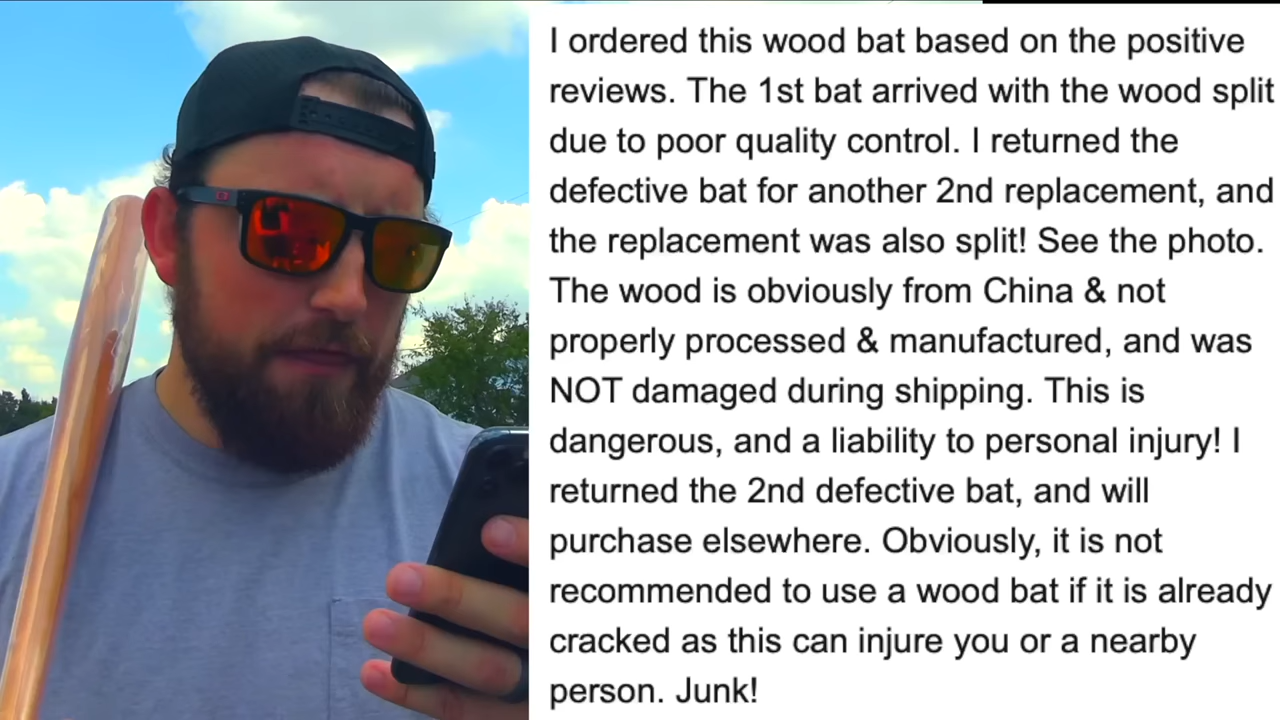 I ordered this wood bat based on the positive
reviews. The 1st bat arrived with the wood split
due to poor quality control. I returned the
defective bat for another 2nd replacement, and
the replacement was also split! See the photo.
The wood is obviously from China & not
properly processed & manufactured, and was
NOT damaged during shipping. This is
dangerous, and a liability to personal injury! I
returned the 2nd defective bat, and will
purchase elsewhere. Obviously, it is not
recommended to use a wood bat if it is already
cracked as this can injure you or a nearby
person. Junk!